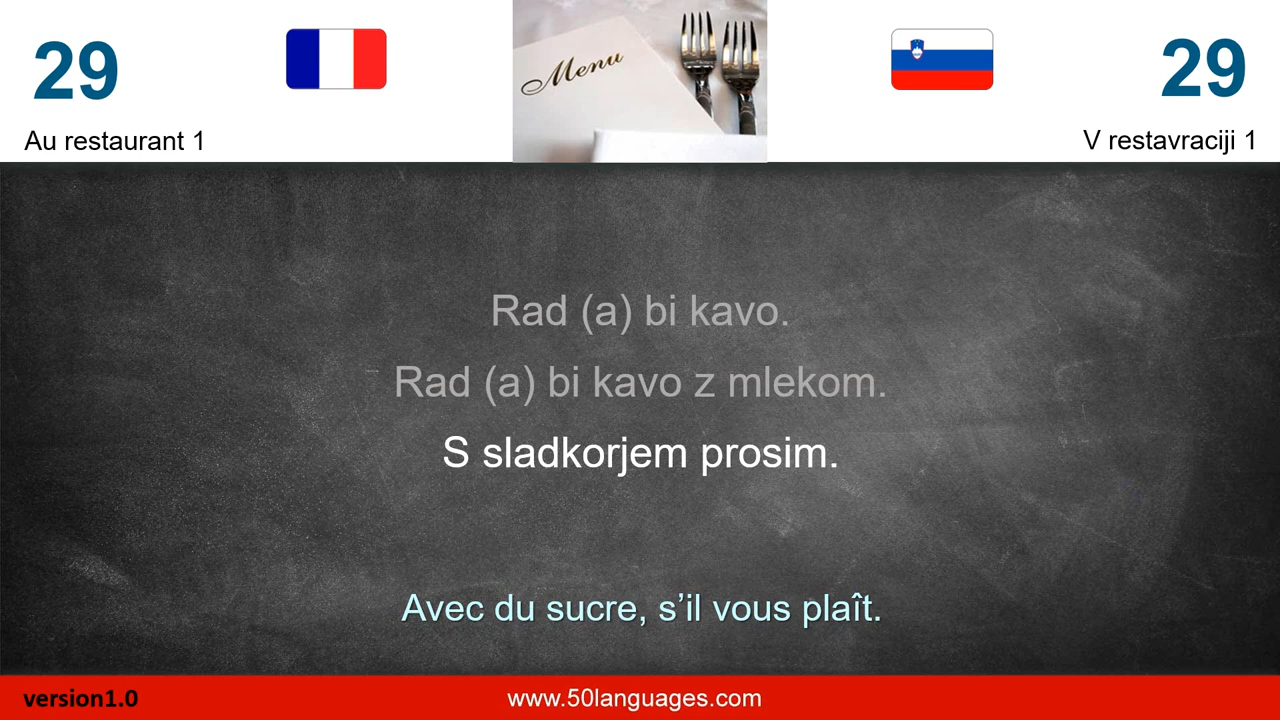 29
29
Au restaurant 1
Menu
V restavraciji 1
Rad (a) bi kavo.
Rad (a) bi kavo z mlekom.
S sladkorjem prosim.
Avec du sucre, s’il vous plaît.
version1.0
www.50languages.com